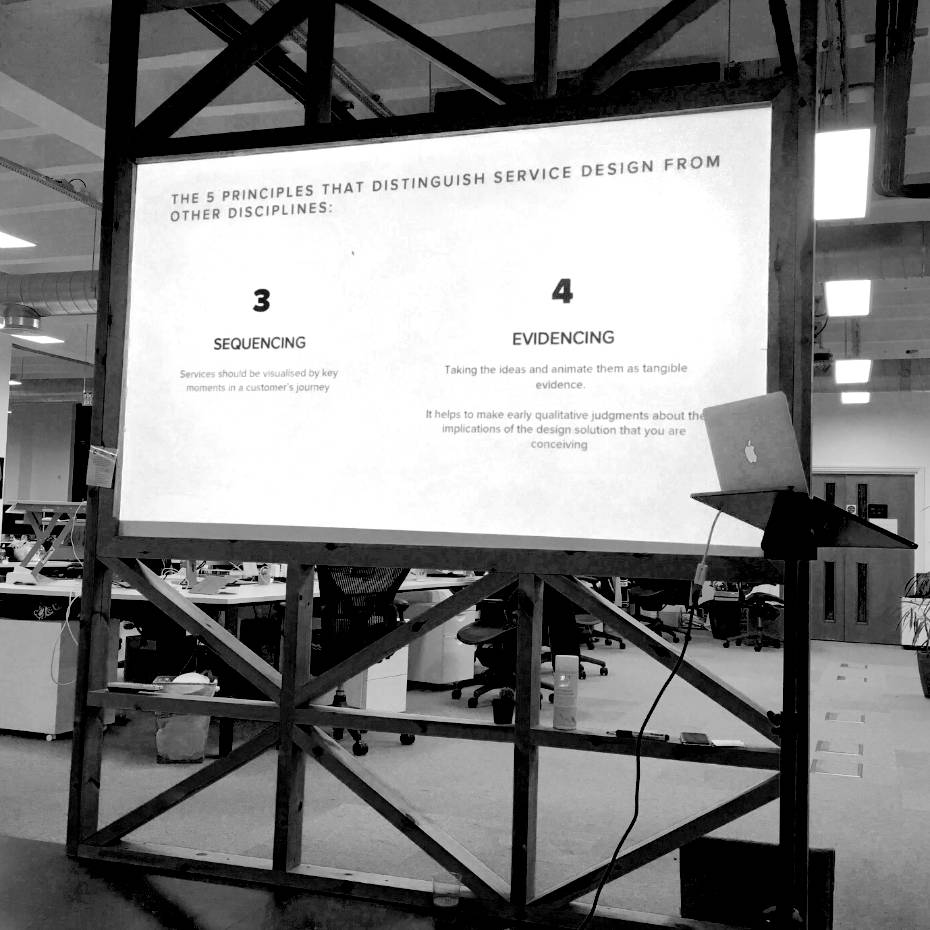 THE 5 PRINCIPLES THAT DISTINGUISH SERVICE DESIGN FROM
OTHER DISCIPLINES:
3
SEQUENCING
Services should be visualised by key
moments in a customer's journey
4
EVIDENCING
Taking the ideas and animate them as tangible
evidence.
It helps to make early qualitative judgments about the
implications of the design solution that you are
conceiving